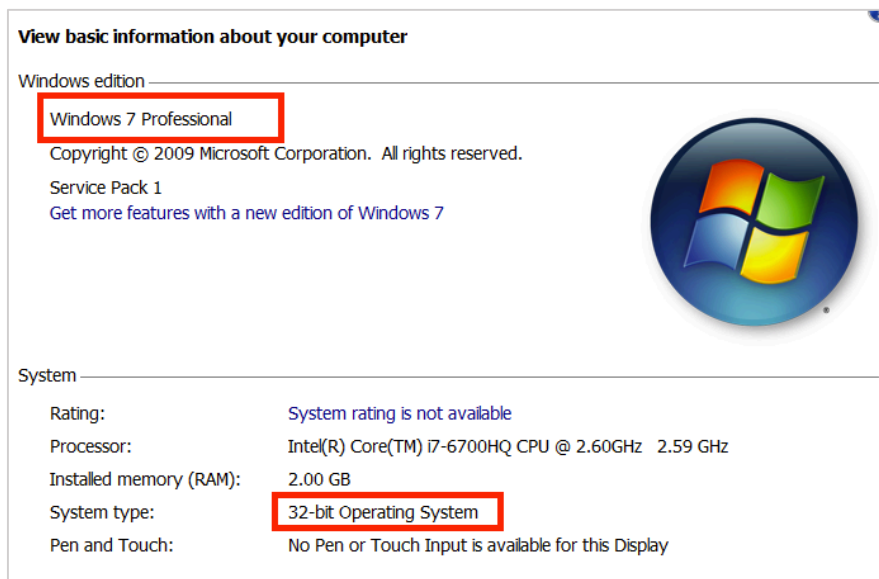 View basic information about your computer
Windows edition
Windows 7 Professional
Copyright © 2009 Microsoft Corporation. All rights reserved.
Service Pack 1
Get more features with a new edition of Windows 7
®
System
Rating: System rating is not available
Processor: Intel(R) Core(TM) i7-6700HQ CPU @ 2.60GHz 2.59 GHz
Installed memory (RAM): 2.00 GB
System type: 32-bit Operating System
Pen and Touch: No Pen or Touch Input is available for this Display